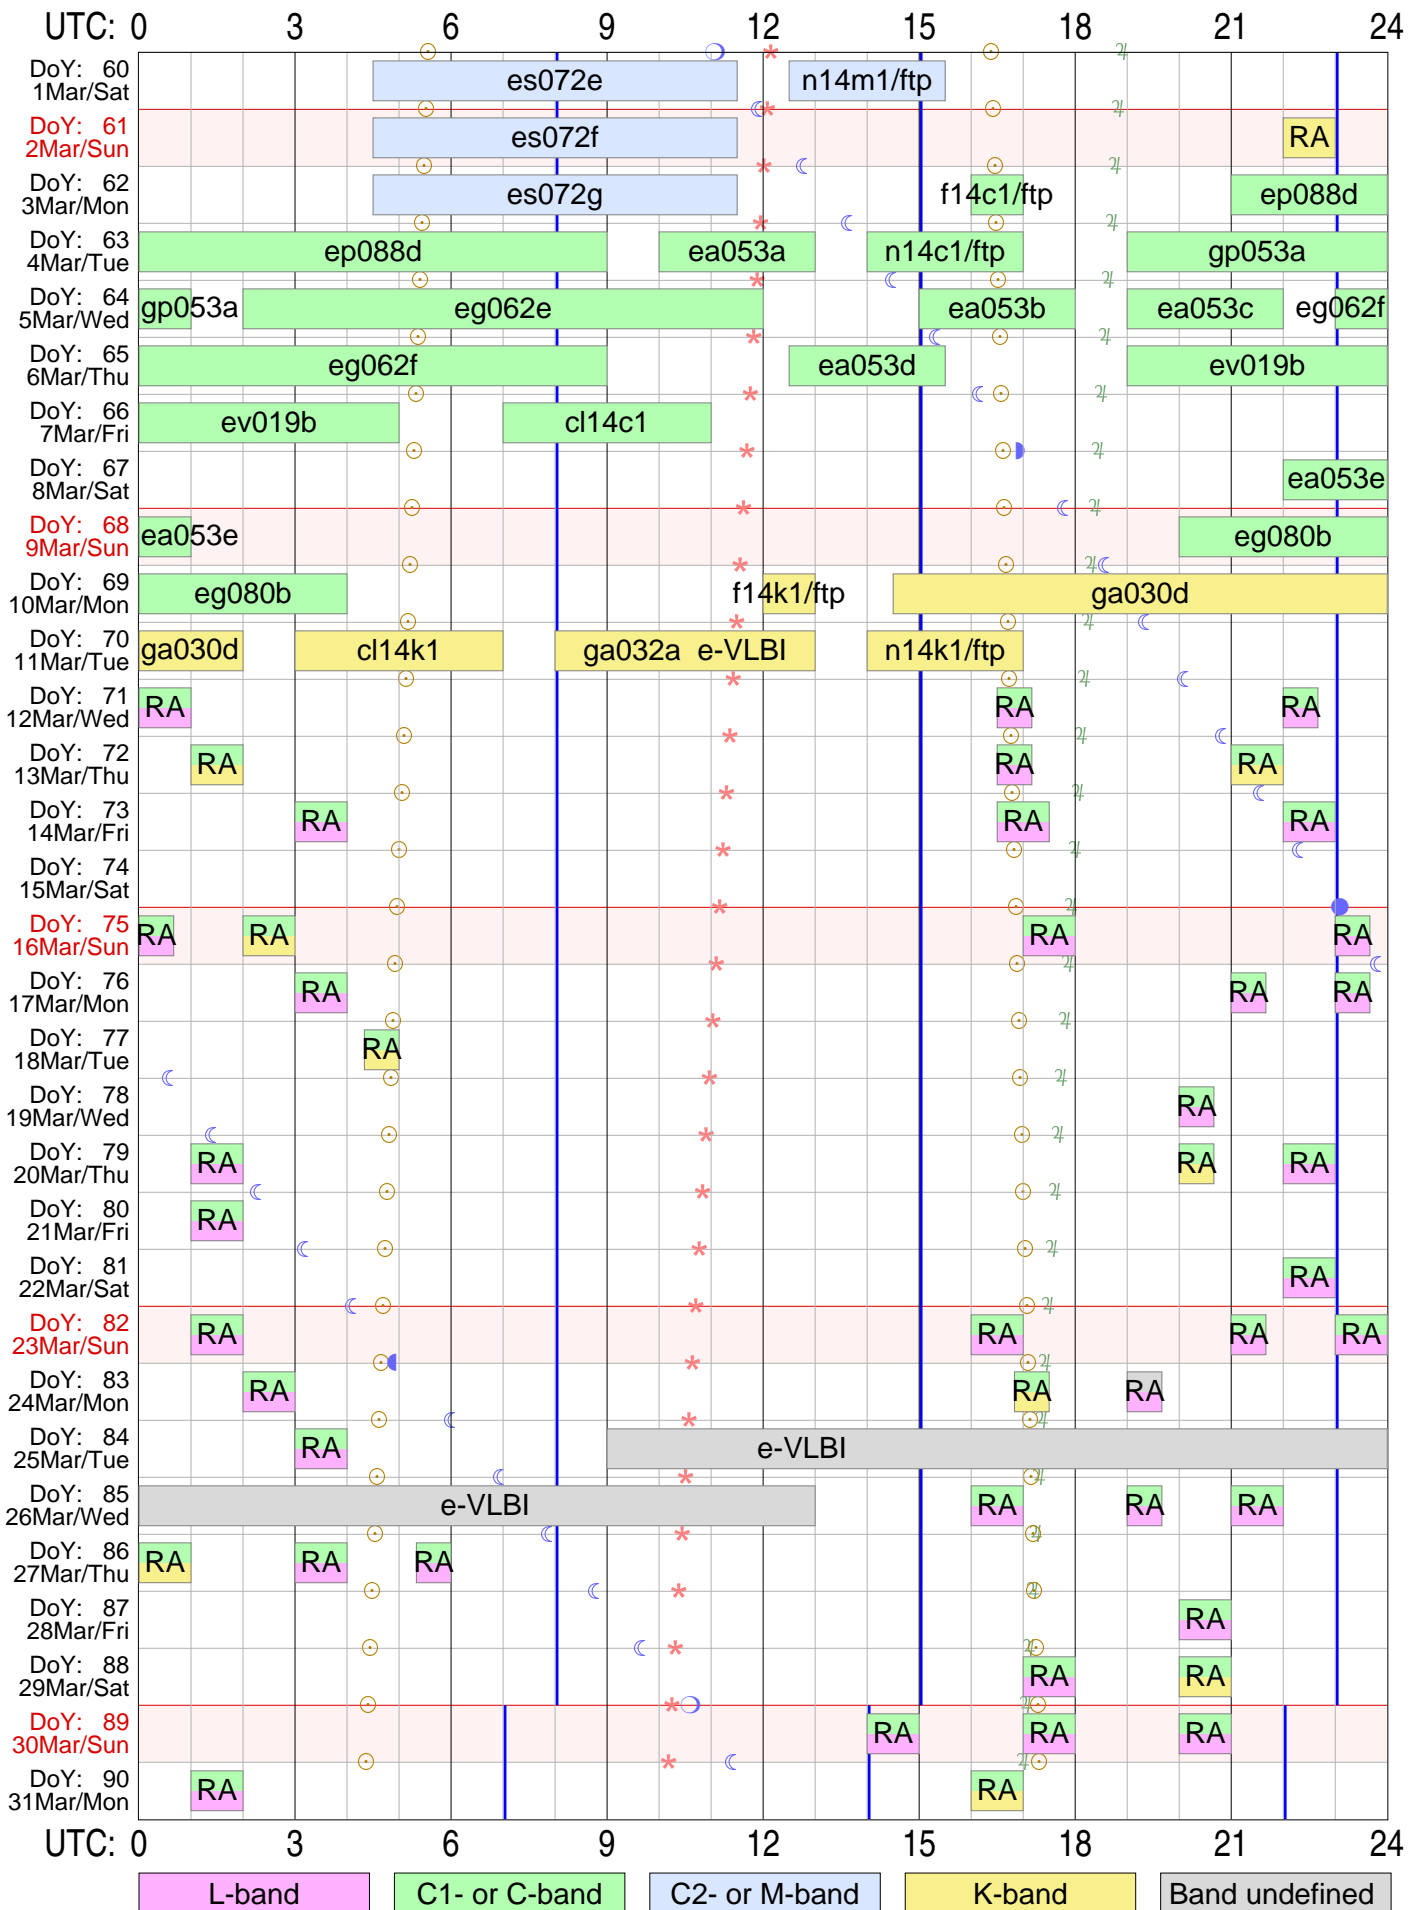 UTC: 0 3 6 9 12 15 18 21 24
DoY: 60
1Mar/Sat
es072e n14m1/ftp
DoY: 61
2Mar/Sun
es072f RA
DoY: 62
3Mar/Mon
es072g f14c1/ftp ep088d
DoY: 63
4Mar/Tue
ep088d ea053a n14c1/ftp gp053a
DoY: 64
5Mar/Wed
gp053a eg062e ea053b ea053c eg062f
DoY: 65
6Mar/Thu
eg062f ea053d ev019b
DoY: 66
7Mar/Fri
ev019b cl14c1
DoY: 67
8Mar/Sat
ea053e
DoY: 68
9Mar/Sun
ea053e eg080b
DoY: 69
10Mar/Mon
eg080b f14k1/ftp ga030d
DoY: 70
11Mar/Tue
ga030d cl14k1 ga032a e-VLBI n14k1/ftp
DoY: 71
12Mar/Wed
RA RA RA
DoY: 72
13Mar/Thu
RA RA RA
DoY: 73
14Mar/Fri
RA RA RA
DoY: 74
15Mar/Sat
DoY: 75
16Mar/Sun
RA RA RA RA
DoY: 76
17Mar/Mon
RA RA RA
DoY: 77
18Mar/Tue
RA
DoY: 78
19Mar/Wed
RA
DoY: 79
20Mar/Thu
RA RA RA
DoY: 80
21Mar/Fri
RA
DoY: 81
22Mar/Sat
RA
DoY: 82
23Mar/Sun
RA RA RA RA
DoY: 83
24Mar/Mon
RA RA RA
DoY: 84
25Mar/Tue
RA e-VLBI
DoY: 85
26Mar/Wed
e-VLBI RA RA RA
DoY: 86
27Mar/Thu
RA RA RA
DoY: 87
28Mar/Fri
RA
DoY: 88
29Mar/Sat
RA RA
DoY: 89
30Mar/Sun
RA RA RA
DoY: 90
31Mar/Mon
RA RA
UTC: 0 3 6 9 12 15 18 21 24
L-band C1- or C-band C2- or M-band K-band Band undefined